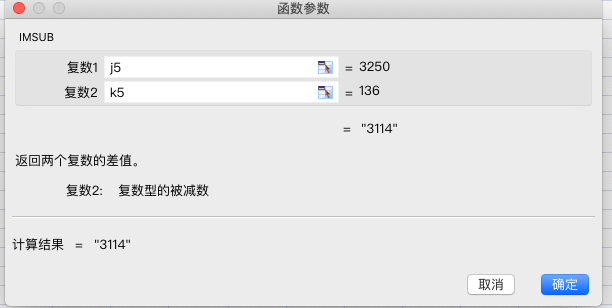 函数参数
IMSUB
复数1 j5 = 3250
复数2 k5 = 136
= "3114"
返回两个复数的差值。
复数2: 复数型的被减数
计算结果 = "3114"
取消 确定